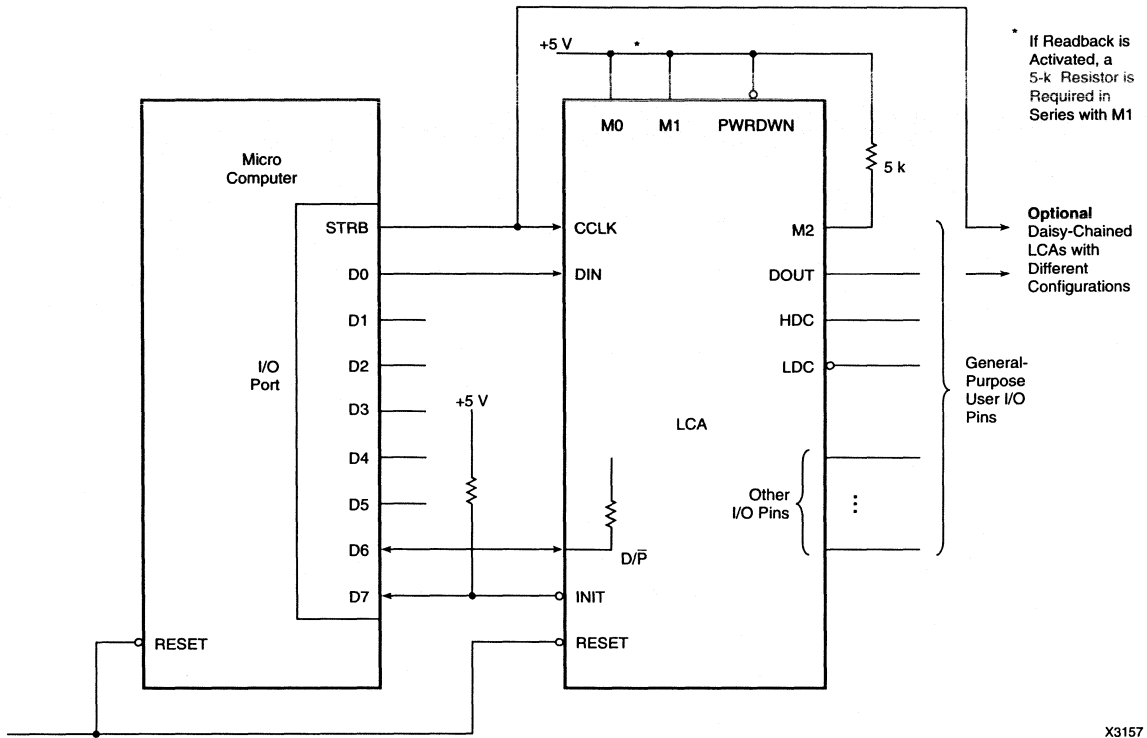 +5 V
*
* If Readback is
Activated, a
5-k Resistor is
Required in
Series with M1
M0
M1
PWRDWN
Micro
Computer
5 k
STRB
CCLK
M2
Optional
Daisy-Chained
LCAs with
Different
Configurations
D0
DIN
DOUT
D1
HDC
D2
LDC
I/O
Port
General-
Purpose
User I/O
Pins
D3
+5 V
LCA
D4
D5
Other
I/O Pins
⋮
D6
D/P̅
D7
INIT
RESET
RESET
X3157